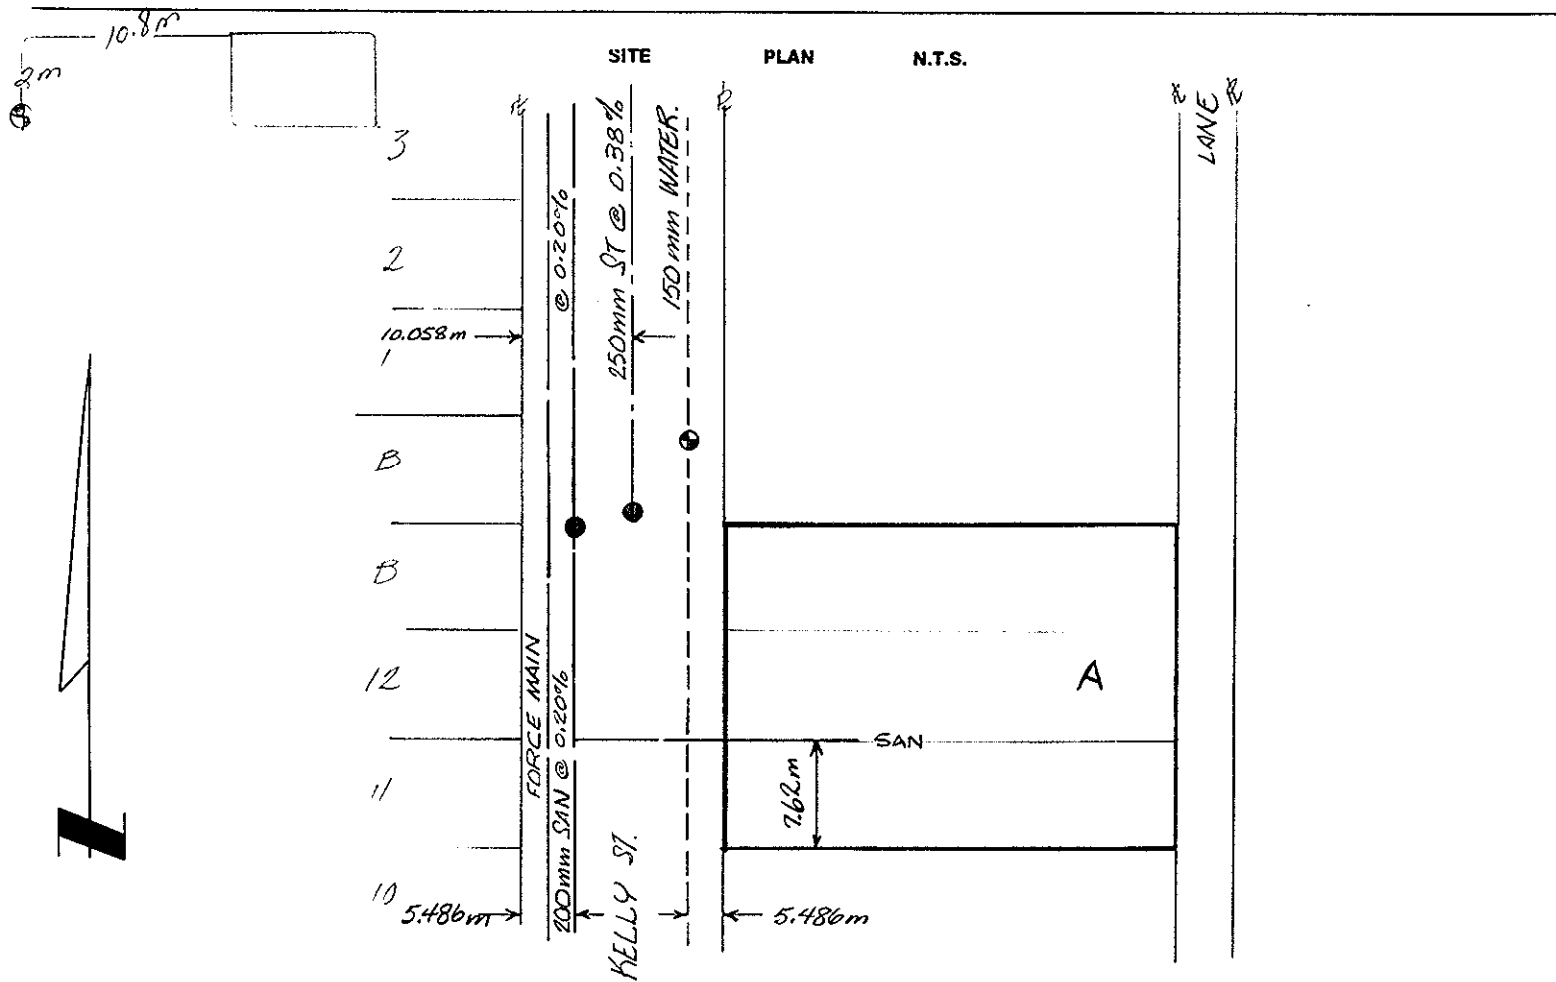 10.8m
2m
SITE PLAN N.T.S.
3
2
10.058m
1
B
B
12
11
10
@ 0.20%
250mm ST @ 0.38%
150mm WATER.
LANE
FORCE MAIN
200mm SAN @ 0.20%
KELLY ST.
A
SAN
7.62m
5.486m
5.486m